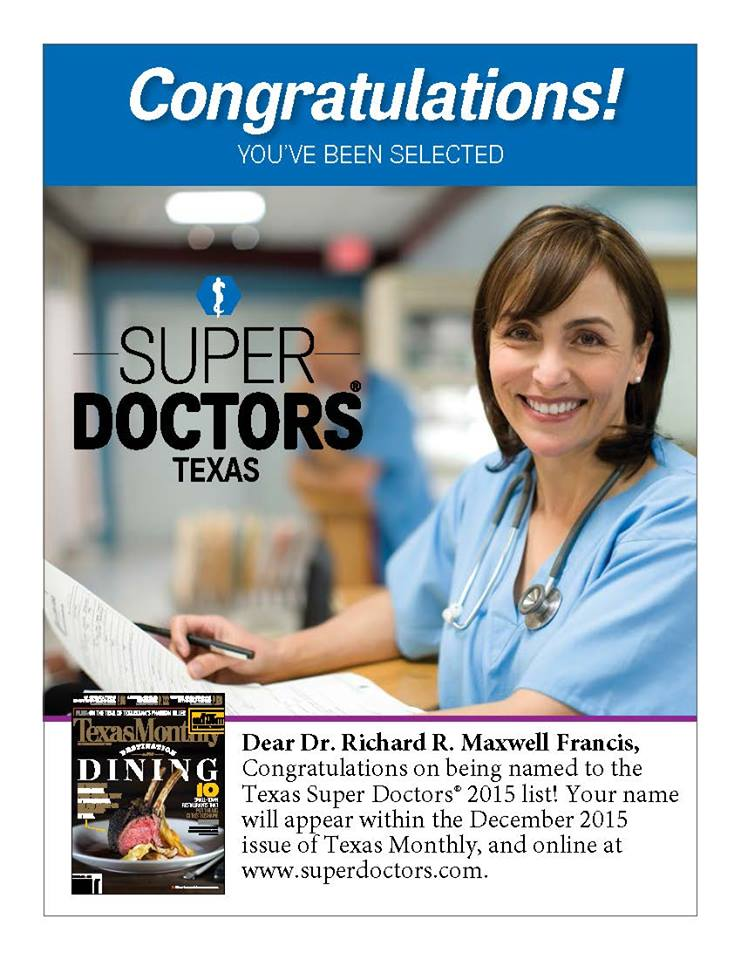 Congratulations!
YOU'VE BEEN SELECTED
SUPER
DOCTORS®
TEXAS
TexasMonthly
DESTINATION
DINING
10
Dear Dr. Richard R. Maxwell Francis,
Congratulations on being named to the
Texas Super Doctors® 2015 list! Your name
will appear within the December 2015
issue of Texas Monthly, and online at
www.superdoctors.com.